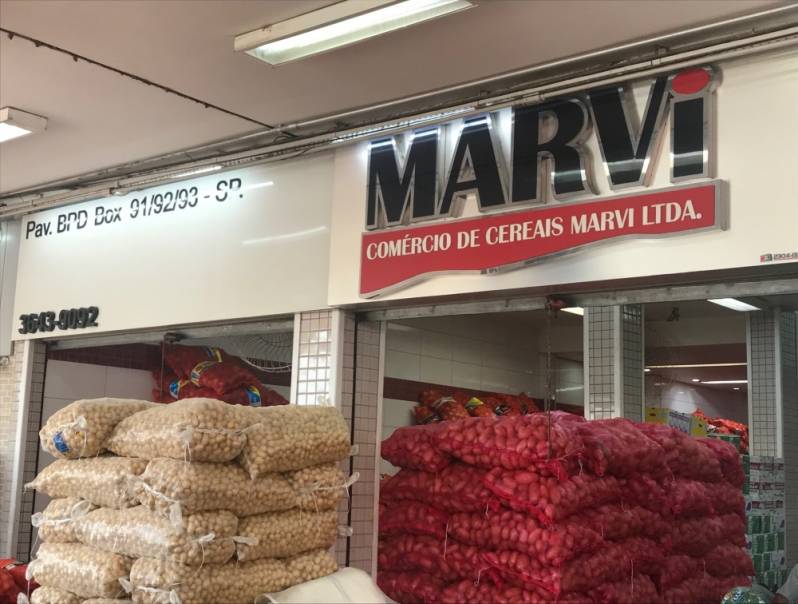 MARVi
COMÉRCIO DE CEREAIS MARVI LTDA.
Pav. BPD Box 91/92/93 - SP.
3643-9092